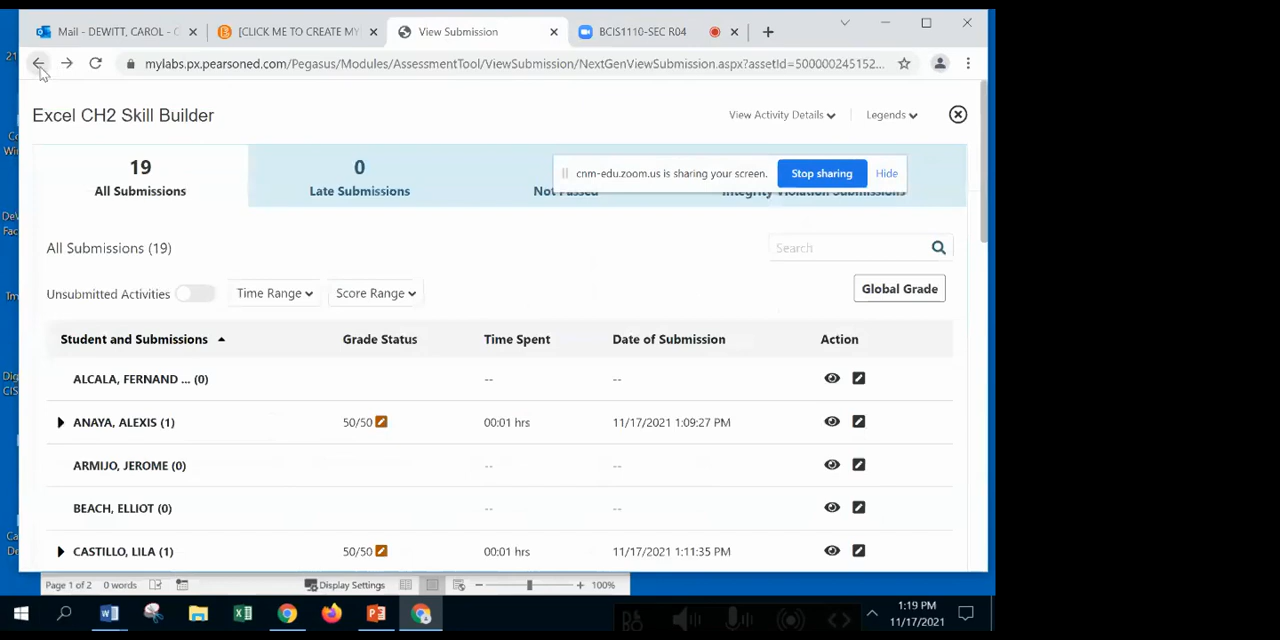 Mail - DEWITT, CAROL - C
[CLICK ME TO CREATE MY
View Submission
BCIS1110-SEC R04
mylabs.px.pearsoned.com/Pegasus/Modules/AssessmentTool/ViewSubmission/NextGenViewSubmission.aspx?assetId=500000245152...
Excel CH2 Skill Builder
View Activity Details
Legends
19
All Submissions
0
Late Submissions
Not Passed
Integrity Violation Submissions
cnm-edu.zoom.us is sharing your screen.
Stop sharing
Hide
All Submissions (19)
Search
Unsubmitted Activities
Time Range
Score Range
Global Grade
Student and Submissions Grade Status Time Spent Date of Submission Action
ALCALA, FERNAND ... (0) -- --
ANAYA, ALEXIS (1) 50/50 00:01 hrs 11/17/2021 1:09:27 PM
ARMIJO, JEROME (0) -- --
BEACH, ELLIOT (0) -- --
CASTILLO, LILA (1) 50/50 00:01 hrs 11/17/2021 1:11:35 PM
Page 1 of 2 0 words Display Settings 100%
1:19 PM
11/17/2021